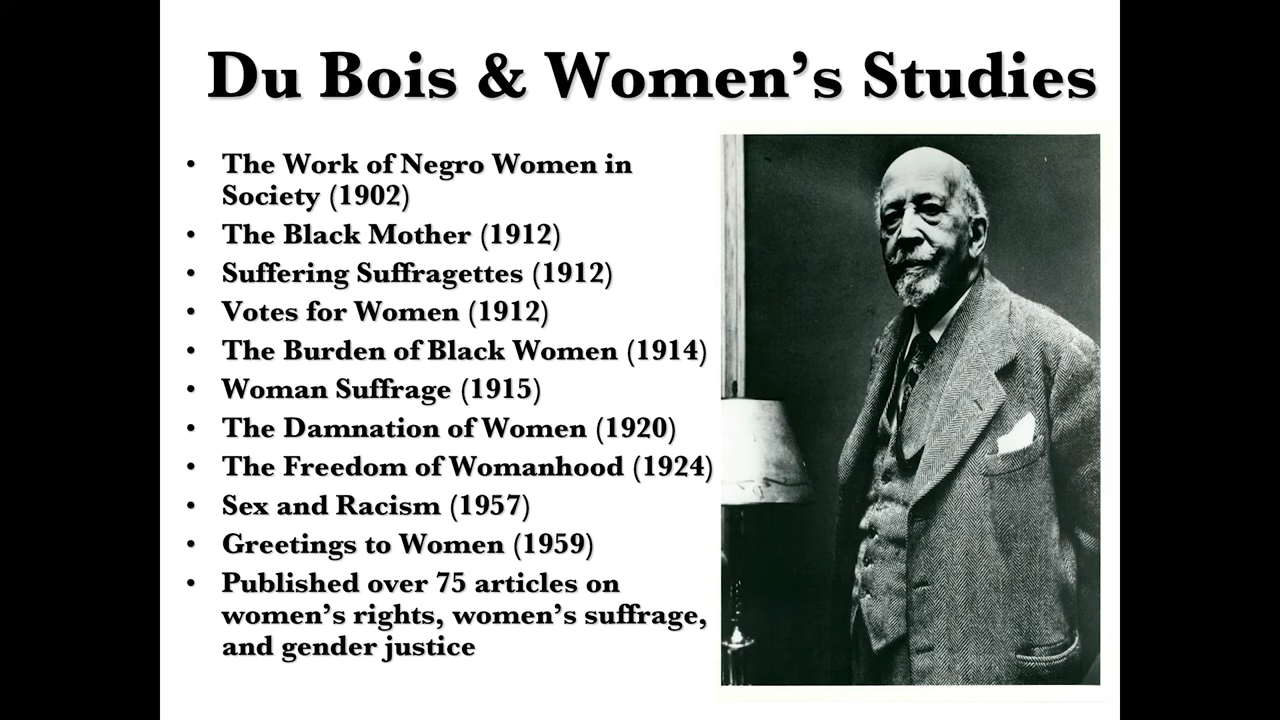 Du Bois & Women's Studies
• The Work of Negro Women in
Society (1902)
• The Black Mother (1912)
• Suffering Suffragettes (1912)
• Votes for Women (1912)
• The Burden of Black Women (1914)
• Woman Suffrage (1915)
• The Damnation of Women (1920)
• The Freedom of Womanhood (1924)
• Sex and Racism (1957)
• Greetings to Women (1959)
• Published over 75 articles on
women's rights, women's suffrage,
and gender justice